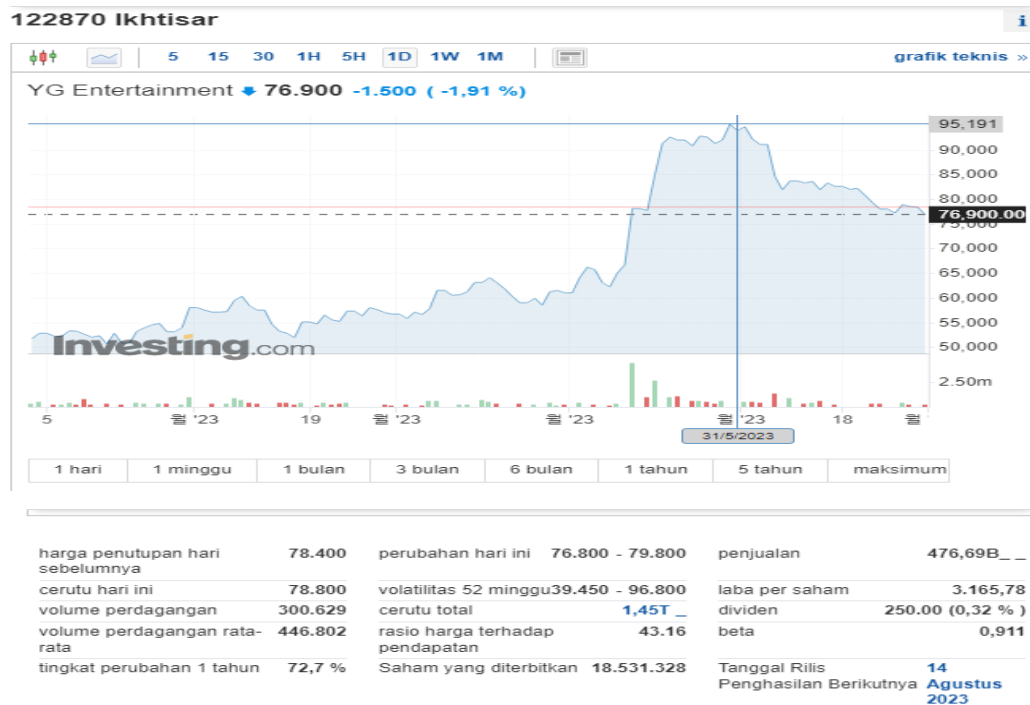 122870 Ikhtisar
i
5 15 30 1H 5H 1D 1W 1M
grafik teknis »
YG Entertainment 76.900 -1.500 ( -1,91 %)
95,191
90,000
85,000
80,000
76,900.00
75,000
70,000
65,000
60,000
55,000
50,000
Investing.com
2.50m
5 월 '23 19 월 '23 월 '23 월 '23 18 월
31/5/2023
1 hari 1 minggu 1 bulan 3 bulan 6 bulan 1 tahun 5 tahun maksimum
harga penutupan hari sebelumnya 78.400
perubahan hari ini 76.800 - 79.800
penjualan 476,69B_ _
cerutu hari ini 78.800
volatilitas 52 minggu 39.450 - 96.800
laba per saham 3.165,78
volume perdagangan 300.629
cerutu total 1,45T _
dividen 250.00 (0,32 % )
volume perdagangan rata-rata 446.802
rasio harga terhadap pendapatan 43.16
beta 0,911
tingkat perubahan 1 tahun 72,7 %
Saham yang diterbitkan 18.531.328
Tanggal Rilis
Penghasilan Berikutnya
14
Agustus
2023